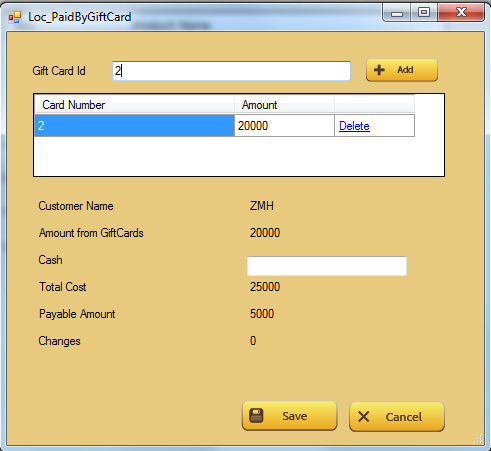 Loc_PaidByGiftCard
Gift Card Id 2 Add
Card Number Amount
2 20000 Delete
Customer Name ZMH
Amount from GiftCards 20000
Cash
Total Cost 25000
Payable Amount 5000
Changes 0
Save Cancel